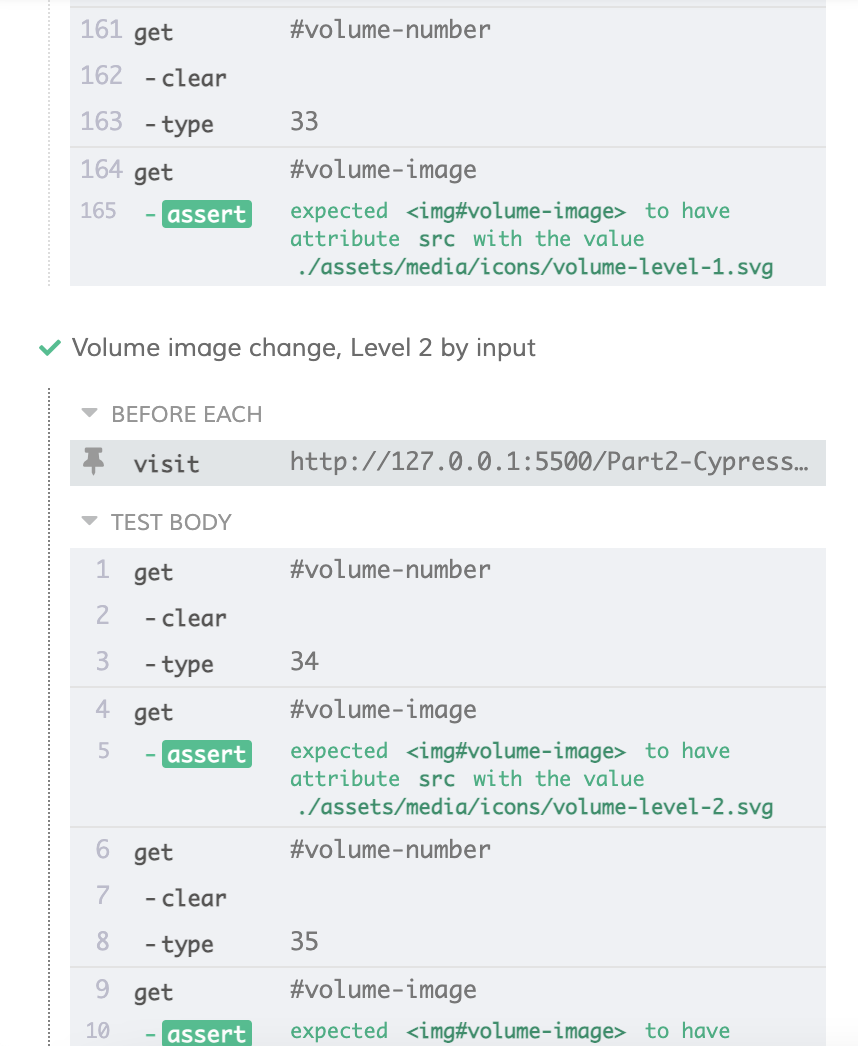 161 get #volume-number
162 -clear
163 -type 33
164 get #volume-image
165 -assert expected <img#volume-image> to have
attribute src with the value
./assets/media/icons/volume-level-1.svg
Volume image change, Level 2 by input
BEFORE EACH
visit http://127.0.0.1:5500/Part2-Cypress…
TEST BODY
1 get #volume-number
2 -clear
3 -type 34
4 get #volume-image
5 -assert expected <img#volume-image> to have
attribute src with the value
./assets/media/icons/volume-level-2.svg
6 get #volume-number
7 -clear
8 -type 35
9 get #volume-image
10 -assert expected <img#volume-image> to have